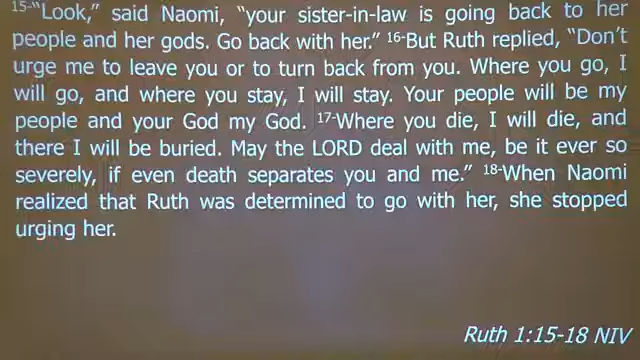 15-"Look," said Naomi, "your sister-in-law is going back to her
people and her gods. Go back with her." 16-But Ruth replied, "Don't
urge me to leave you or to turn back from you. Where you go, I
will go, and where you stay, I will stay. Your people will be my
people and your God my God. 17-Where you die, I will die, and
there I will be buried. May the LORD deal with me, be it ever so
severely, if even death separates you and me." 18-When Naomi
realized that Ruth was determined to go with her, she stopped
urging her.
Ruth 1:15-18 NIV